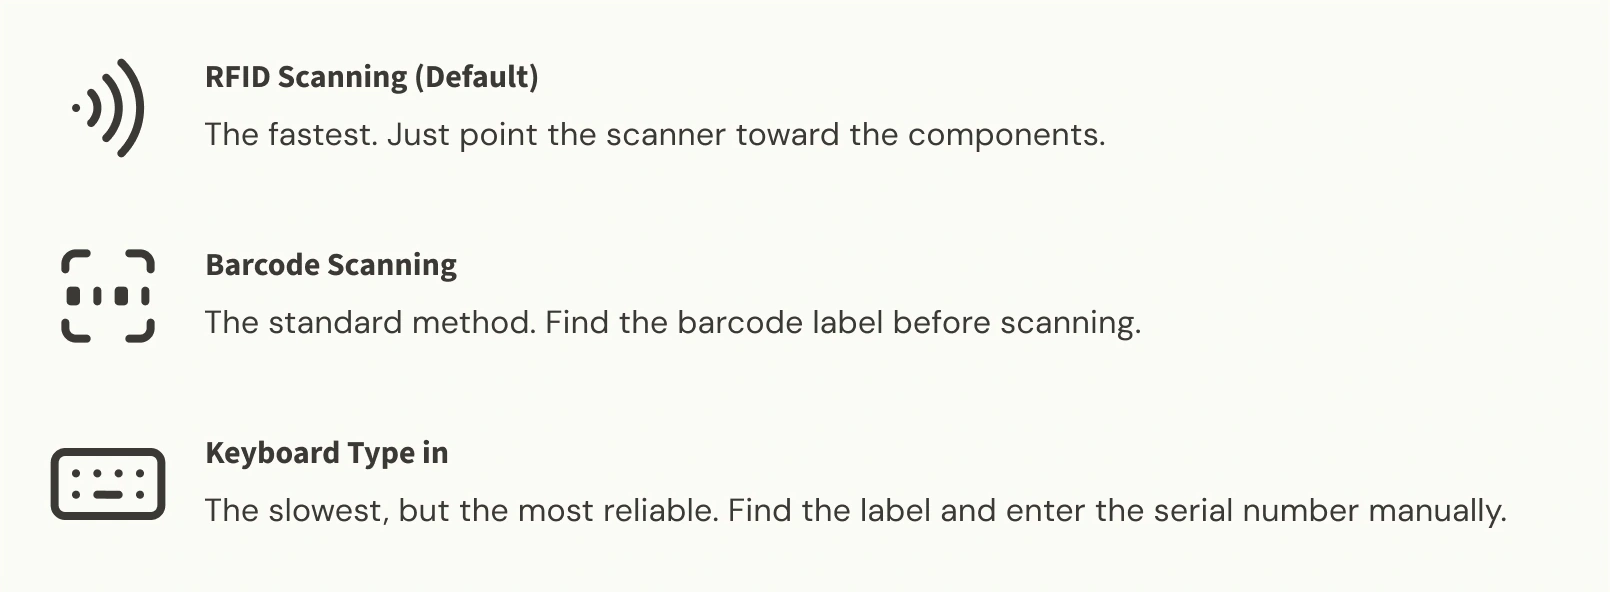 RFID Scanning (Default)
The fastest. Just point the scanner toward the components.
Barcode Scanning
The standard method. Find the barcode label before scanning.
Keyboard Type in
The slowest, but the most reliable. Find the label and enter the serial number manually.